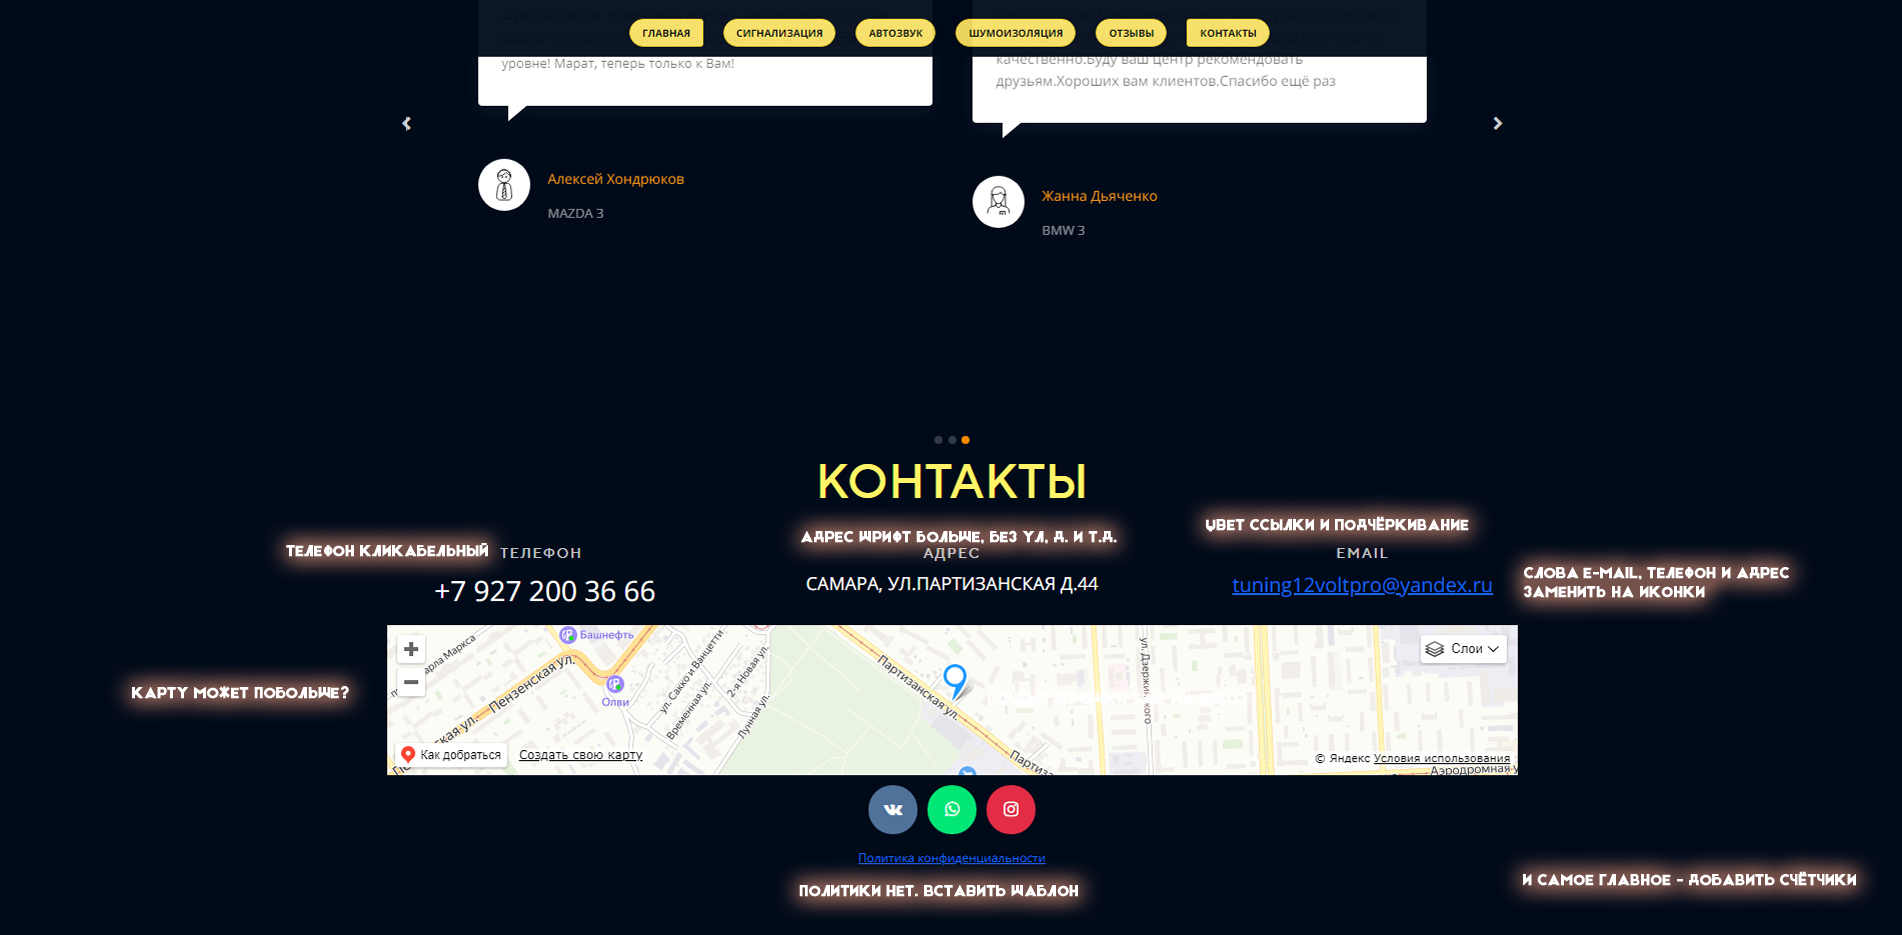 ГЛАВНАЯ
СИГНАЛИЗАЦИЯ
АВТОЗВУК
ШУМОИЗОЛЯЦИЯ
ОТЗЫВЫ
КОНТАКТЫ
уровне! Марат, теперь только к Вам!
качественно.Буду ваш центр рекомендовать
друзьям.Хороших вам клиентов.Спасибо ещё раз
Алексей Хондрюков
MAZDA 3
Жанна Дьяченко
BMW 3
КОНТАКТЫ
ТЕЛЕФОН КЛИКАБЕЛЬНЫЙ
ТЕЛЕФОН
+7 927 200 36 66
АДРЕС ШРИФТ БОЛЬШЕ, БЕЗ УЛ, Д. И Т.Д.
АДРЕС
САМАРА, УЛ.ПАРТИЗАНСКАЯ Д.44
ЦВЕТ ССЫЛКИ И ПОДЧЁРКИВАНИЕ
EMAIL
tuning12voltpro@yandex.ru
СЛОВА E-MAIL, ТЕЛЕФОН И АДРЕС
ЗАМЕНИТЬ НА ИКОНКИ
КАРТУ МОЖЕТ ПОБОЛЬШЕ?
Башнефть
Пензенская ул.
Олви
ул. Сакко и Ванцетти
2-я Новая ул.
Временная ул.
Лунная ул.
Партизанская ул.
Слои
Как добраться
Создать свою карту
© Яндекс Условия использования
Аэродромная у
Политика конфиденциальности
ПОЛИТИКИ НЕТ. ВСТАВИТЬ ШАБЛОН
И САМОЕ ГЛАВНОЕ - ДОБАВИТЬ СЧЁТЧИКИ